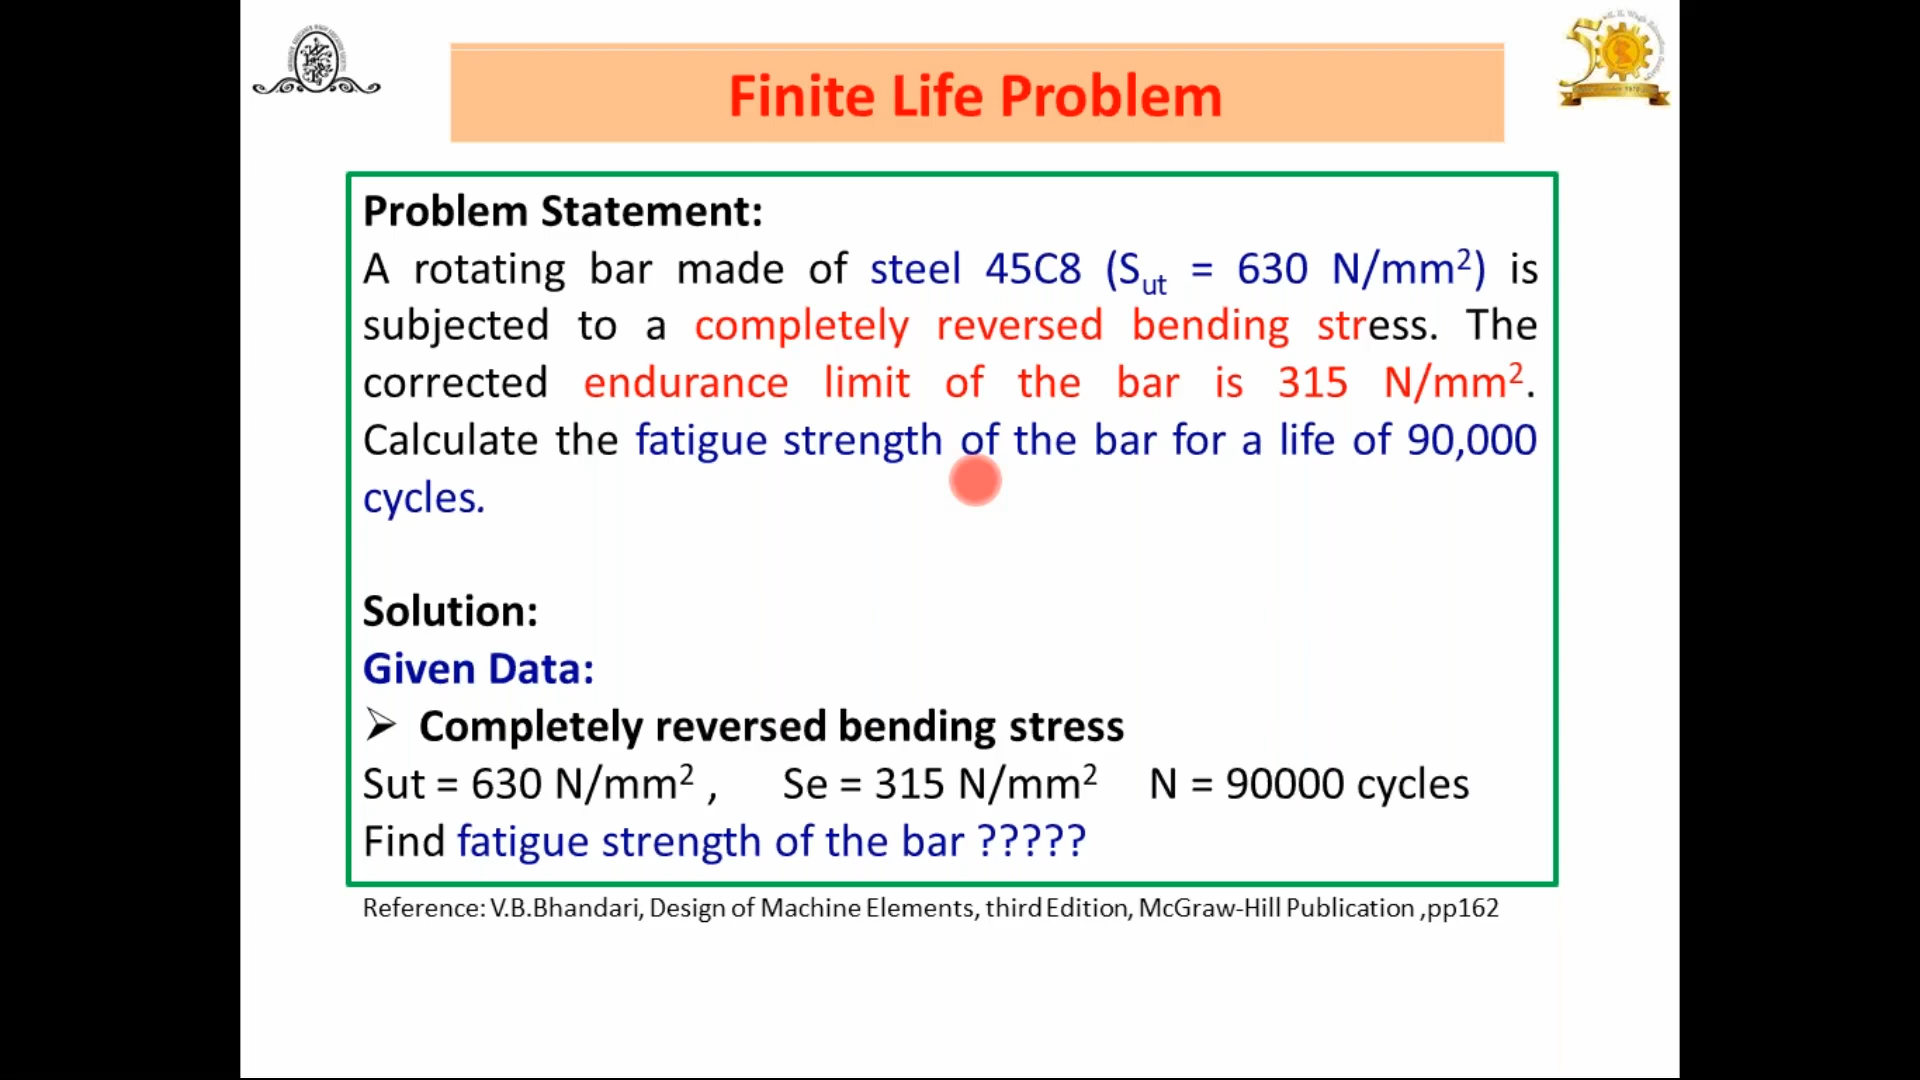 Finite Life Problem
Problem Statement:
A rotating bar made of steel 45C8 (Sut = 630 N/mm²) is
subjected to a completely reversed bending stress. The
corrected endurance limit of the bar is 315 N/mm².
Calculate the fatigue strength of the bar for a life of 90,000
cycles.
Solution:
Given Data:
➢ Completely reversed bending stress
Sut = 630 N/mm² , Se = 315 N/mm² N = 90000 cycles
Find fatigue strength of the bar ?????
Reference: V.B.Bhandari, Design of Machine Elements, third Edition, McGraw-Hill Publication ,pp162